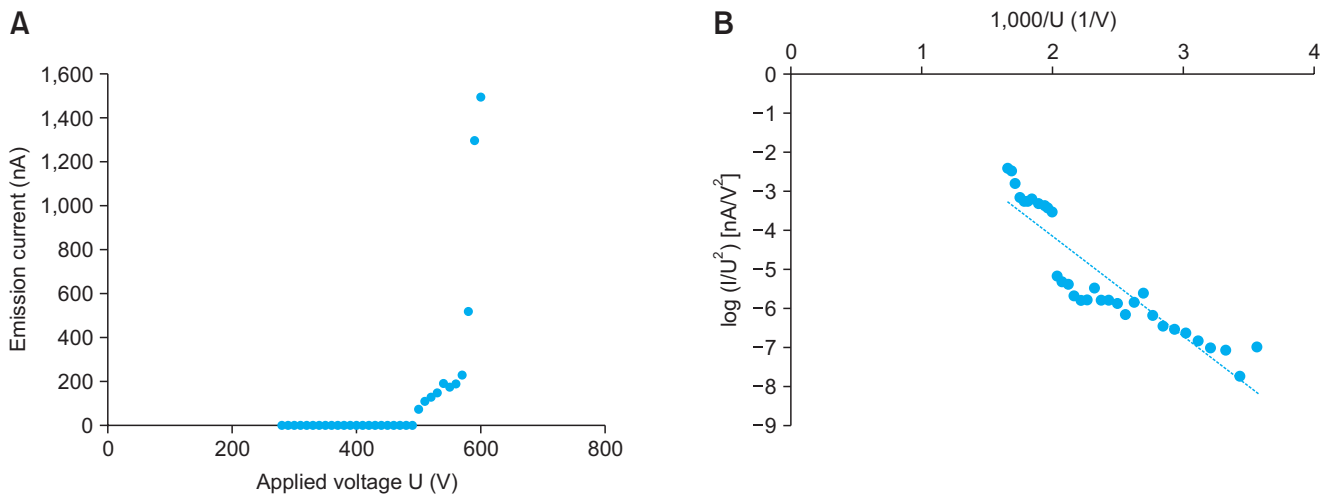 A
Emission current (nA)
1,600
1,400
1,200
1,000
800
600
400
200
0
0 200 400 600 800
Applied voltage U (V)
B
1,000/U (1/V)
0 1 2 3 4
log (I/U²) [nA/V²]
0
−1
−2
−3
−4
−5
−6
−7
−8
−9